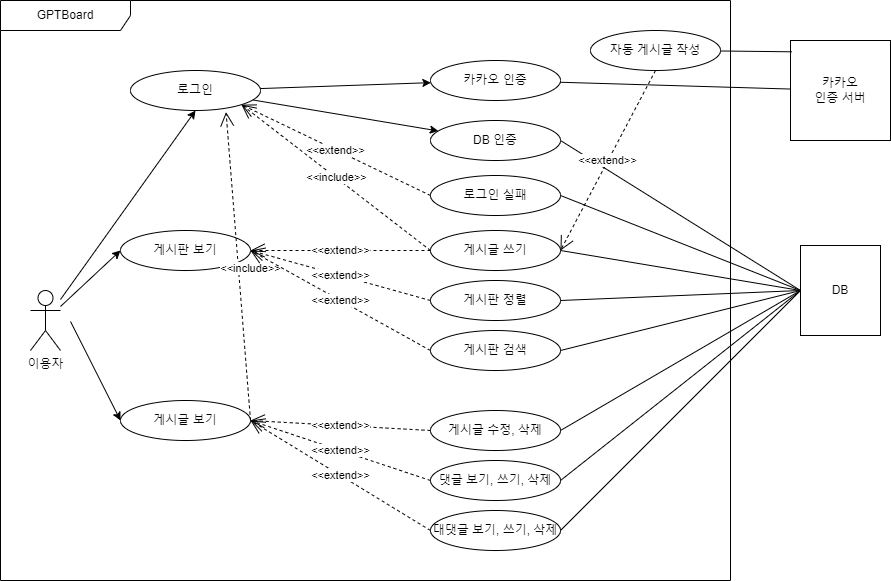 GPTBoard
자동 게시글 작성
카카오
인증 서버
로그인
카카오 인증
DB 인증
<<extend>>
<<extend>>
<<include>>
로그인 실패
게시판 보기
<<extend>>
게시글 쓰기
<<include>>
<<extend>>
<<extend>>
게시판 정렬
DB
게시판 검색
이용자
게시글 보기
<<extend>>
게시글 수정, 삭제
<<extend>>
댓글 보기, 쓰기, 삭제
<<extend>>
대댓글 보기, 쓰기, 삭제